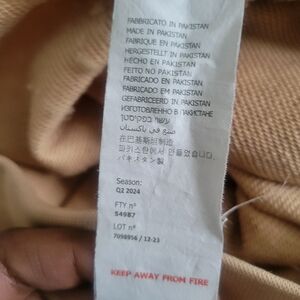 FABBRICATO IN PAKISTAN
MADE IN PAKISTAN
FABRIQUE EN PAKISTAN
HERGESTELLT IN PAKISTAN
HECHO EN PAKISTAN
FEITO NO PAKISTAN
FABRICADO EN PAKISTAN
FABRICADO EM PAKISTAN
GEFABRICEERD IN PAKISTAN
ИЗГОТОВЛЕННО В ПАКИСТАНЕ
עשוי בפקיסטן
صنع في باكستان
在巴基斯坦制造
파키스탄에서 만들었습니다
パキスタン製
Season:
Q2 2024
FTY n°
54987
LOT n°
7098956 / 12-23
KEEP AWAY FROM FIRE